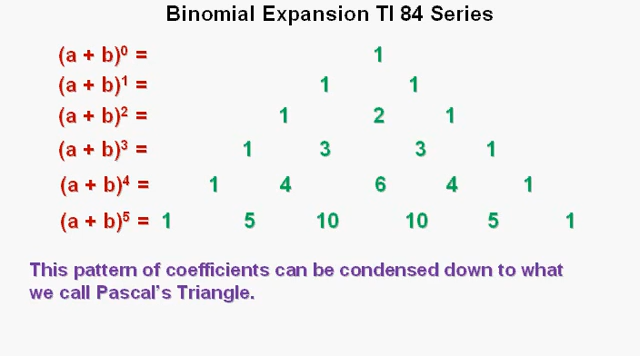 Binomial Expansion TI 84 Series
(a + b)⁰ = 1
(a + b)¹ = 1 1
(a + b)² = 1 2 1
(a + b)³ = 1 3 3 1
(a + b)⁴ = 1 4 6 4 1
(a + b)⁵ = 1 5 10 10 5 1
This pattern of coefficients can be condensed down to what
we call Pascal's Triangle.